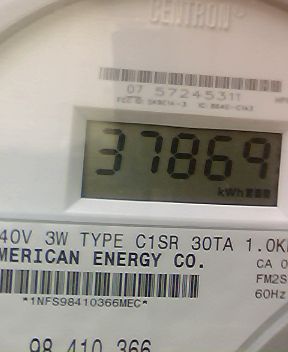 CENTRON
07 57245311
37869
kWh
40V 3W TYPE C1SR 30TA 1.0K
MERICAN ENERGY CO.
CA 0
FM2S
60Hz
*1NFS98410366MEC*
98 410 366